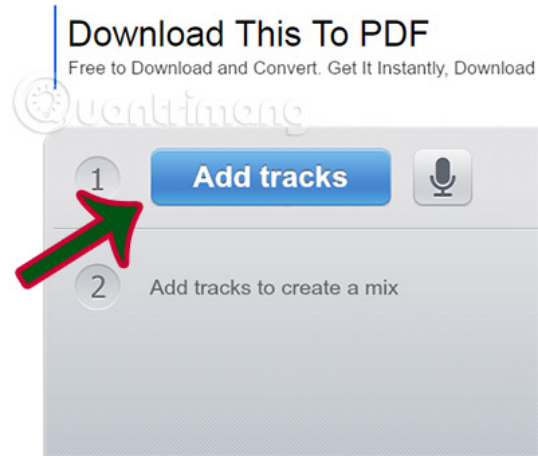 Download This To PDF
Free to Download and Convert. Get It Instantly, Download
Quantrimang
1
Add tracks
2
Add tracks to create a mix